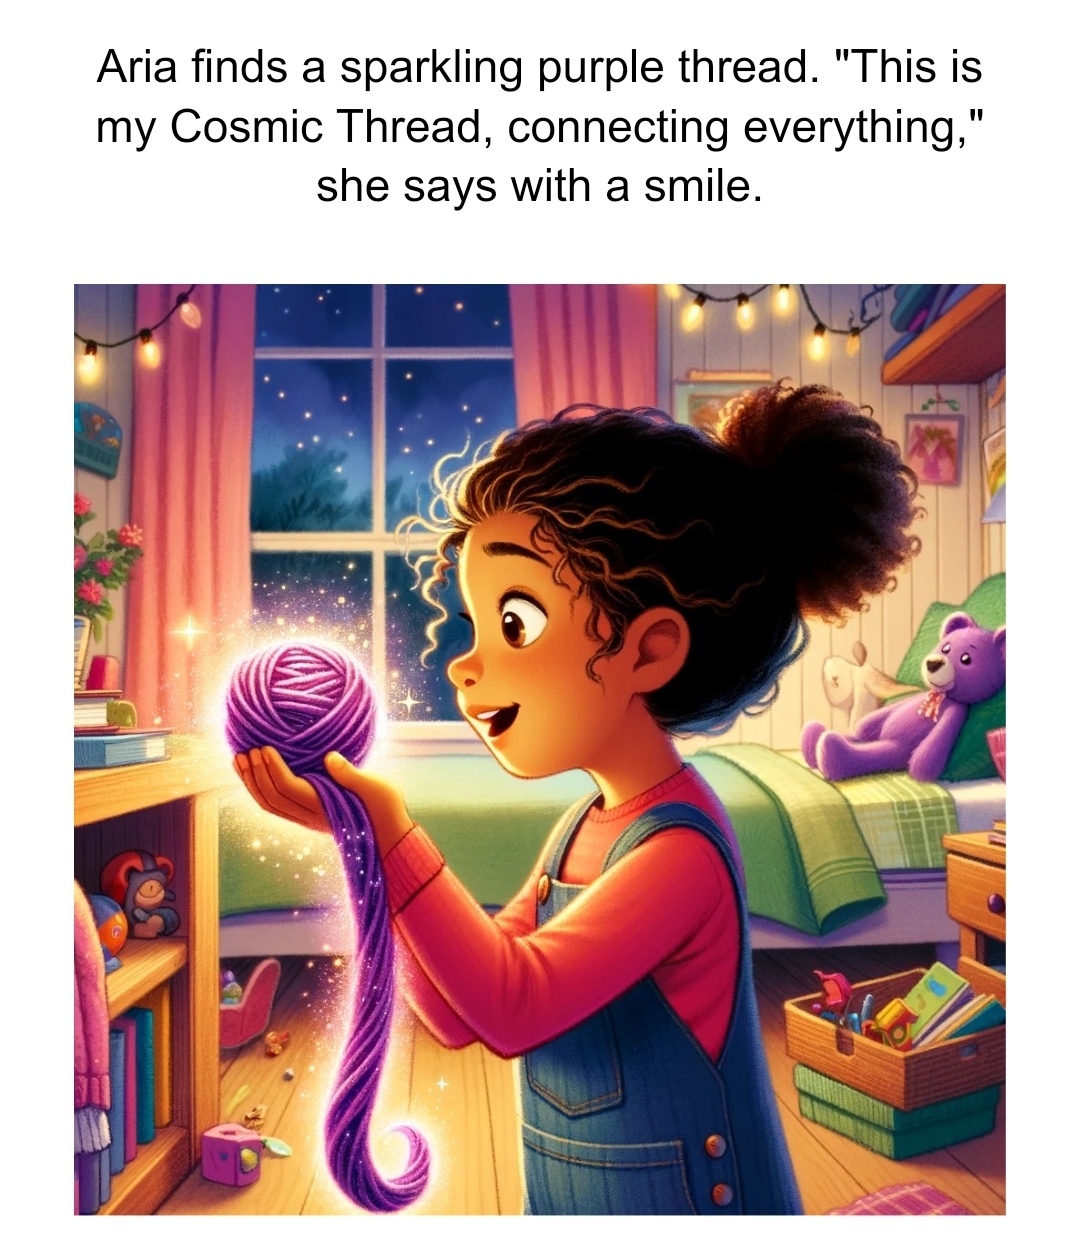 Aria finds a sparkling purple thread. "This is
my Cosmic Thread, connecting everything,"
she says with a smile.